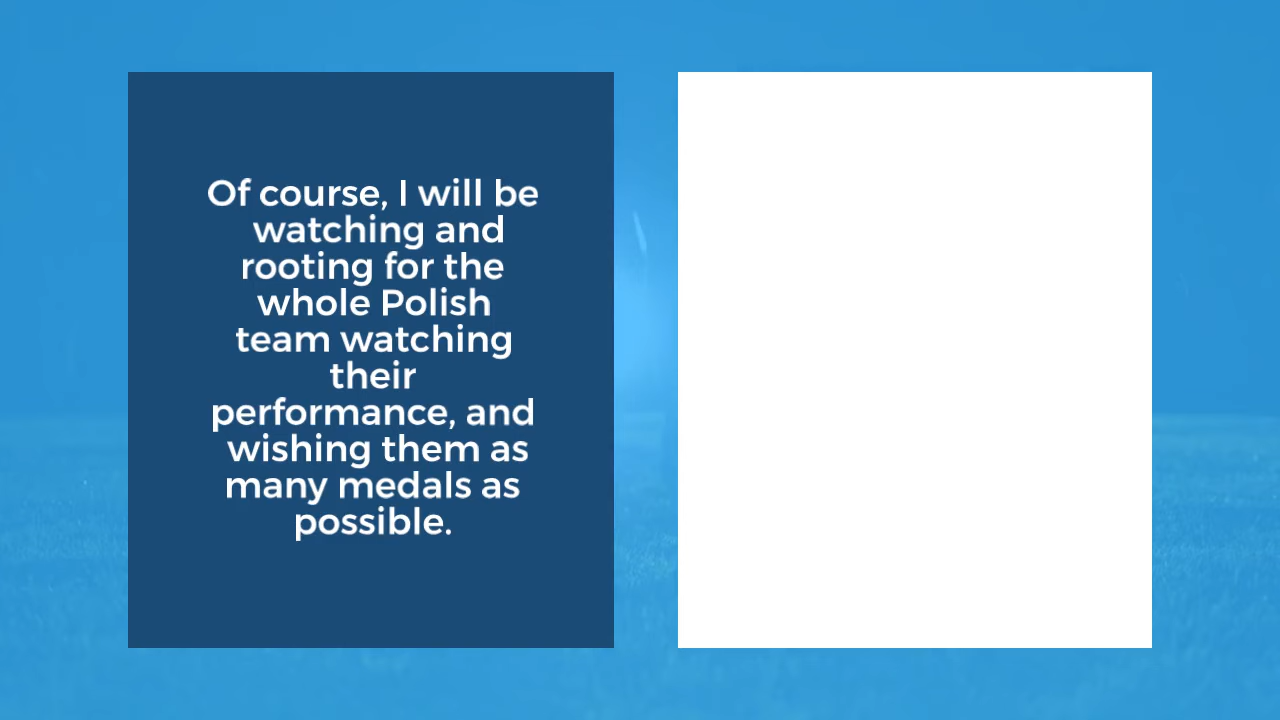 Of course, I will be
watching and
rooting for the
whole Polish
team watching
their
performance, and
wishing them as
many medals as
possible.